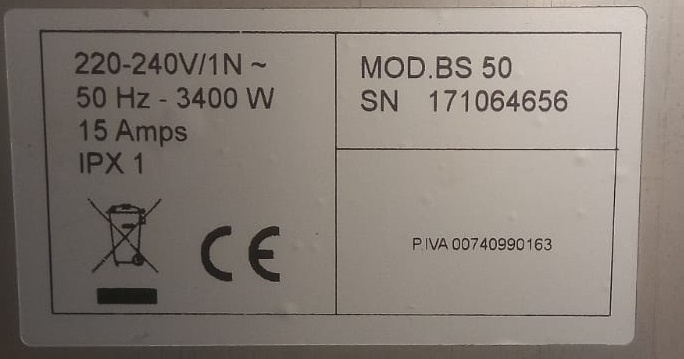 220-240V/1N ~
50 Hz - 3400 W
15 Amps
IPX 1
CE
MOD.BS 50
SN 171064656
P.IVA 00740990163